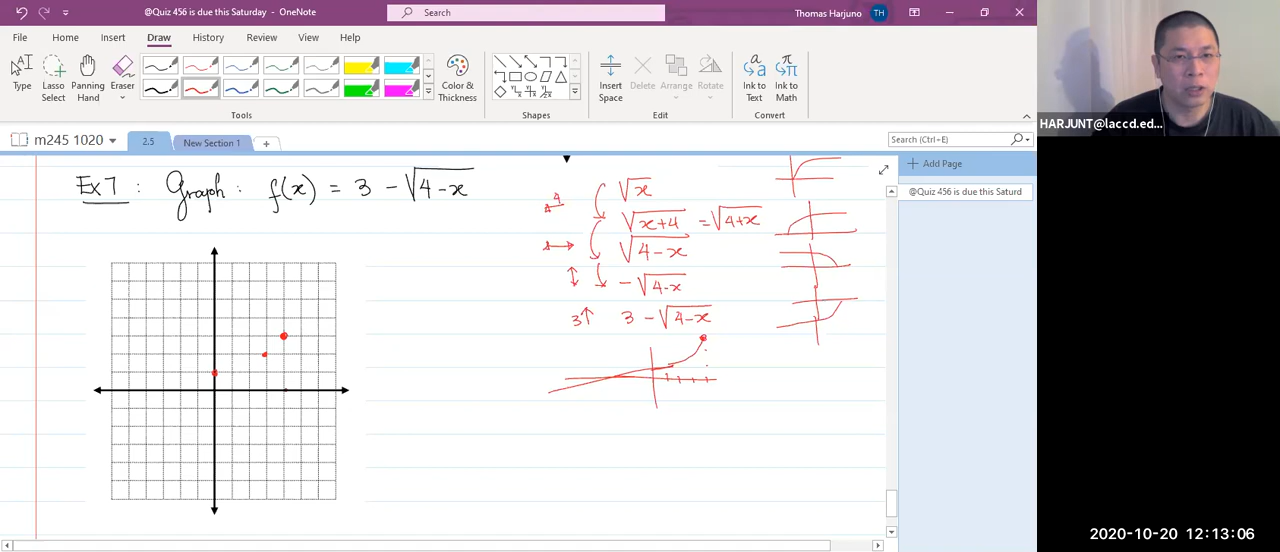 @Quiz 456 is due this Saturday - OneNote
Search
Thomas Harjuno
TH
File
Home
Insert
Draw
History
Review
View
Help
Type
Lasso Select
Panning Hand
Eraser
Color & Thickness
Insert Space
Delete
Arrange
Rotate
Ink to Text
Ink to Math
Tools
Shapes
Edit
Convert
HARJUNT@laccd.ed...
m245 1020
2.5
New Section 1
Search (Ctrl+E)
Add Page
@Quiz 456 is due this Saturd
Ex 7 : Graph : f(x) = 3 - √(4-x)
4
√x
√(x+4) = √(4+x)
√(4-x)
-√(4-x)
3↑ 3 - √(4-x)
2020-10-20 12:13:06